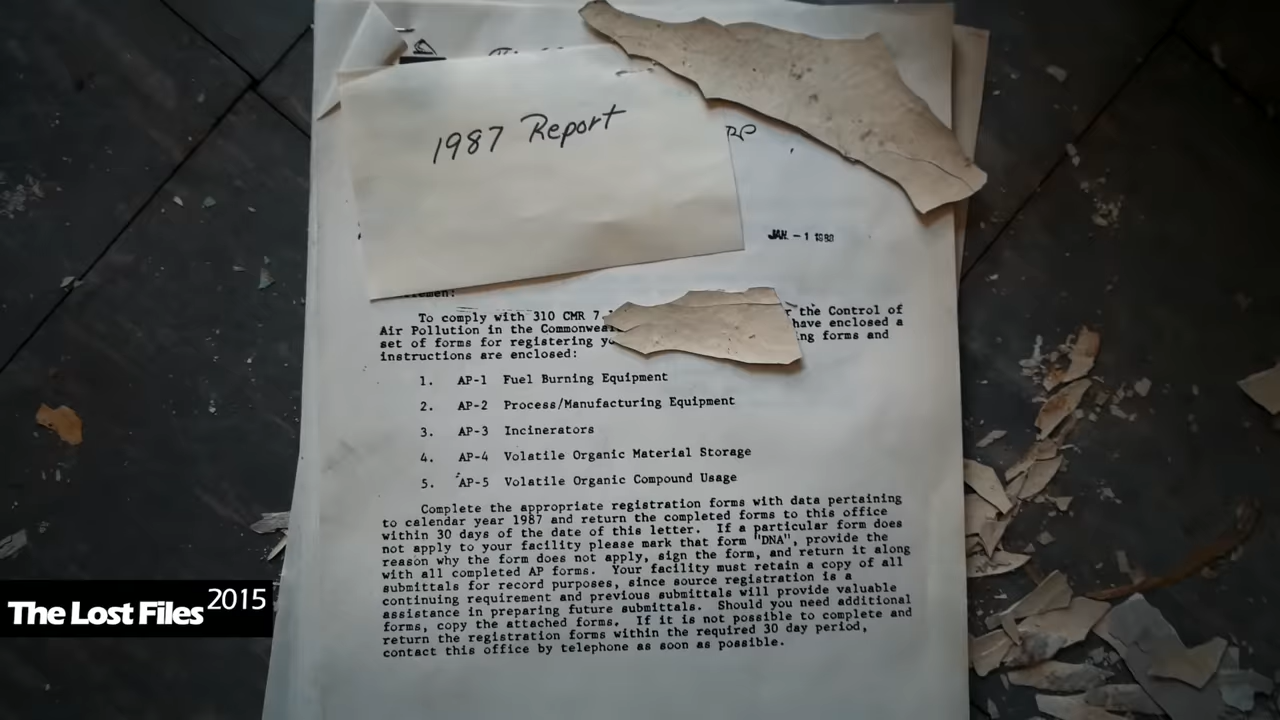 1987 Report
RP
JAN. - 1 1988
To comply with 310 CMR 7. the Control of
Air Pollution in the have enclosed a
set of forms for registering forms and
instructions are enclosed:
1. AP-1 Fuel Burning Equipment
2. AP-2 Process/Manufacturing Equipment
3. AP-3 Incinerators
4. AP-4 Volatile Organic Material Storage
5. AP-5 Volatile Organic Compound Usage
Complete the appropriate registration forms with data pertaining
to calendar year 1987 and return the completed forms to this office
within 30 days of the date of this letter. If a particular form does
not apply to your facility please mark that form "DNA", provide the
reason why the form does not apply, sign the form, and return it along
with all completed AP forms. Your facility must retain a copy of all
submittals for record purposes, since source registration is a
continuing requirement and previous submittals will provide valuable
assistance in preparing future submittals. Should you need additional
forms, copy the attached forms. If it is not possible to complete and
return the registration forms within the required 30 day period,
contact this office by telephone as soon as possible.
The Lost Files 2015